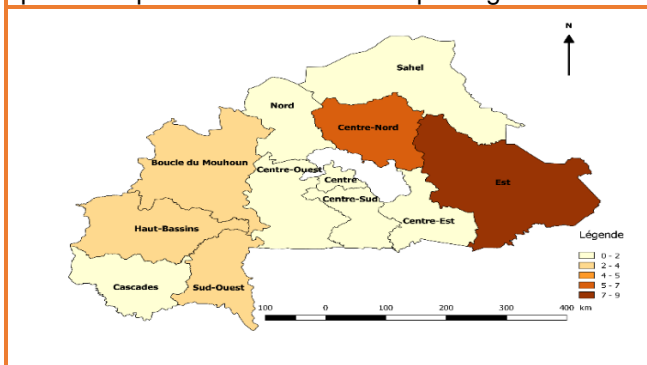 N
Sahel
Nord
Centre-Nord
Boucle du Mouhoun
Centre-Ouest
Centre
Est
Centre-Sud
Centre-Est
Haut-Bassins
Légende
0 - 2
2 - 4
4 - 5
5 - 7
7 - 9
Cascades
Sud-Ouest
100 0 100 200 300 400 km